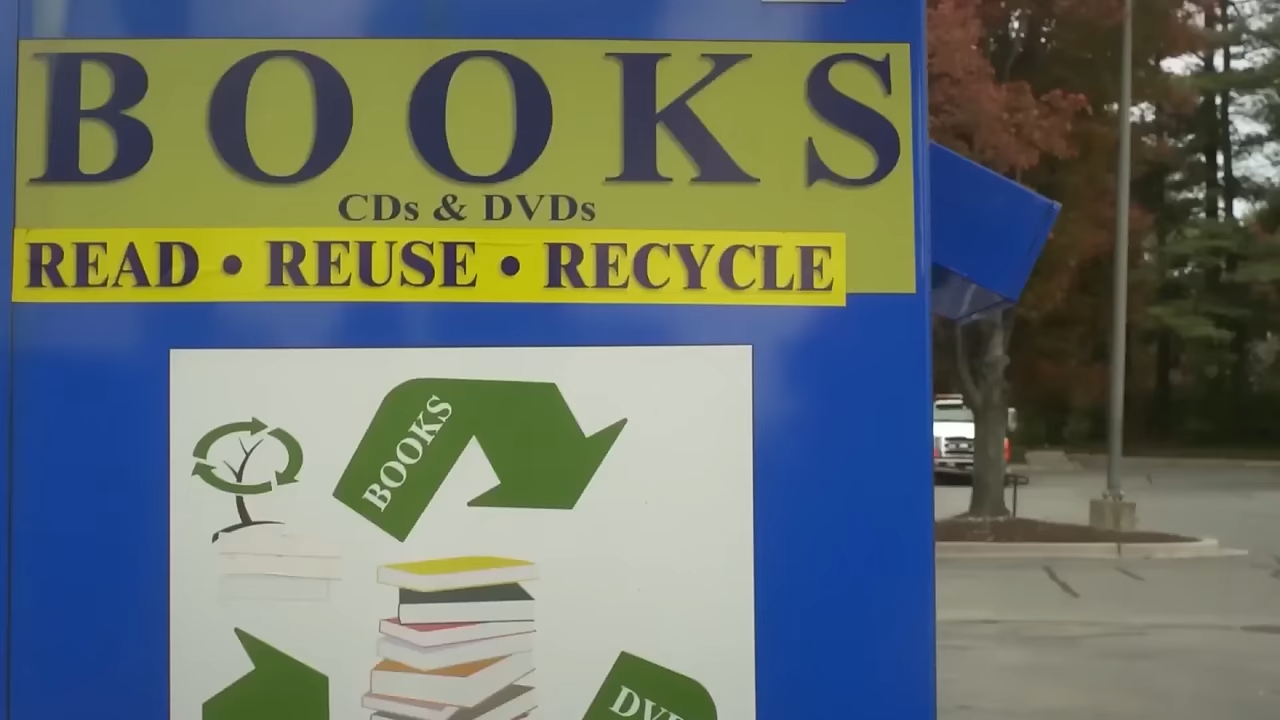 BOOKS
CDs & DVDs
READ • REUSE • RECYCLE
BOOKS